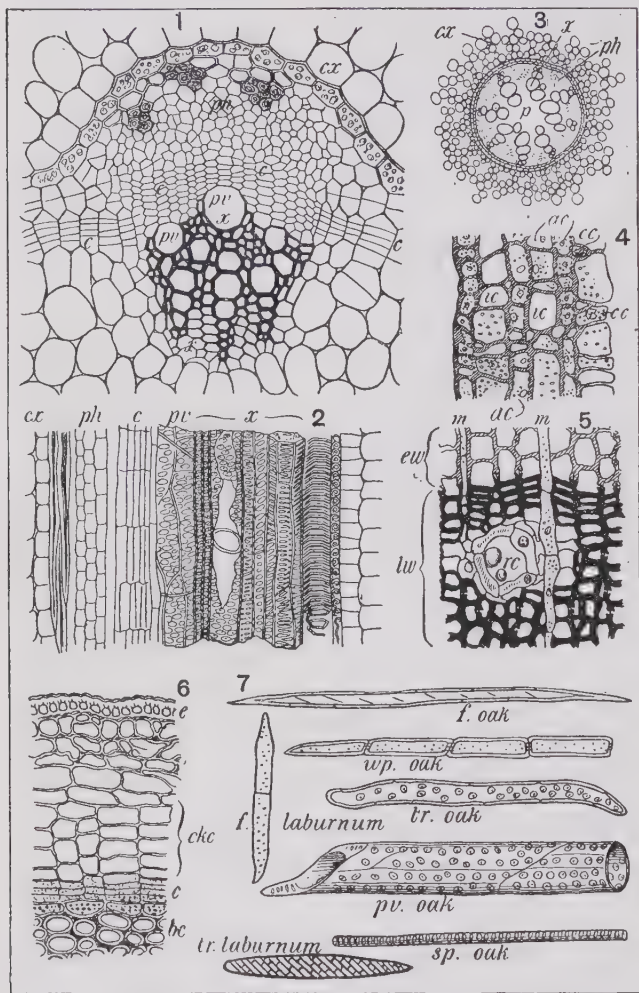 1
cx
ph
c
c
pv
x
pv
c
c
x
3
cx x
ph
p
4
ac cc
ic
ic
cc
ac
cx ph c pv x 2
m m 5
ew
rc
lw
6
e
ckc
c
bc
7
f. oak
wp. oak
f.
laburnum
tr. oak
pv. oak
tr. laburnum
sp. oak